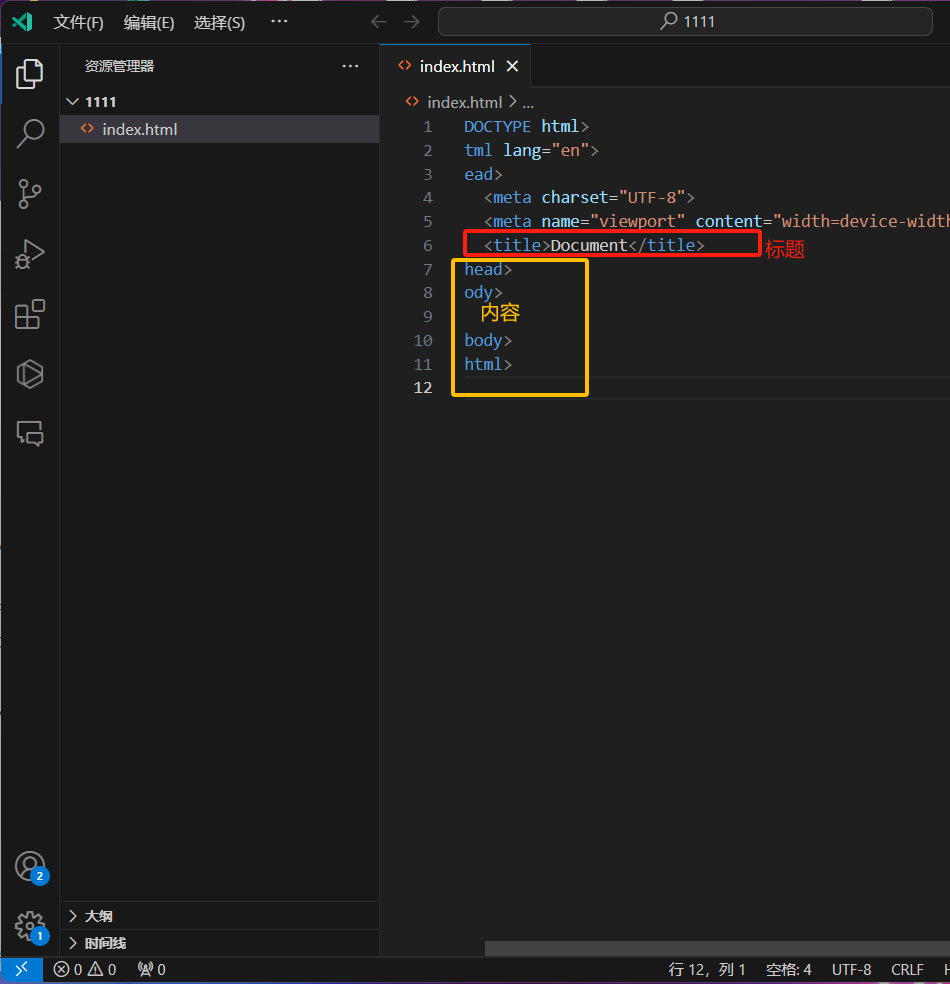 文件(F) 编辑(E) 选择(S) ··· 1111
资源管理器 ···
1111
index.html
index.html
index.html > ...
1 DOCTYPE html>
2 tml lang="en">
3 ead>
4 <meta charset="UTF-8">
5 <meta name="viewport" content="width=device-width
6 <title>Document</title> 标题
7 head>
8 ody>
9 内容
10 body>
11 html>
12
2
1
大纲
时间线
0 0 0 行 12，列 1 空格: 4 UTF-8 CRLF